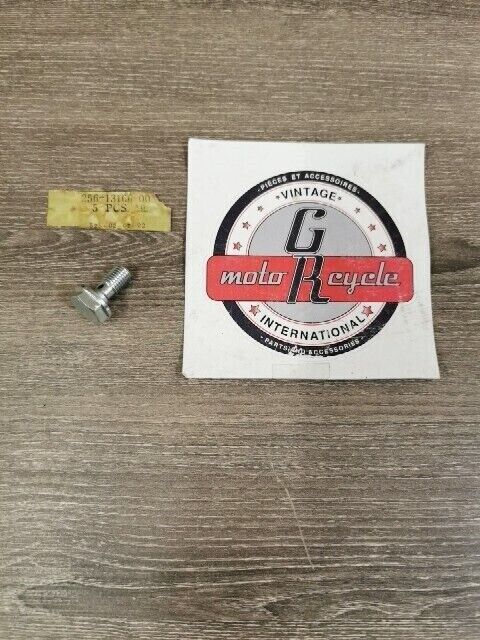 256-13166-00
5 PCS
·PIÈCES ET ACCESSOIRES·
·VINTAGE·
G
moto R cycle
INTERNATIONAL
·PARTS AND ACCESSORIES·